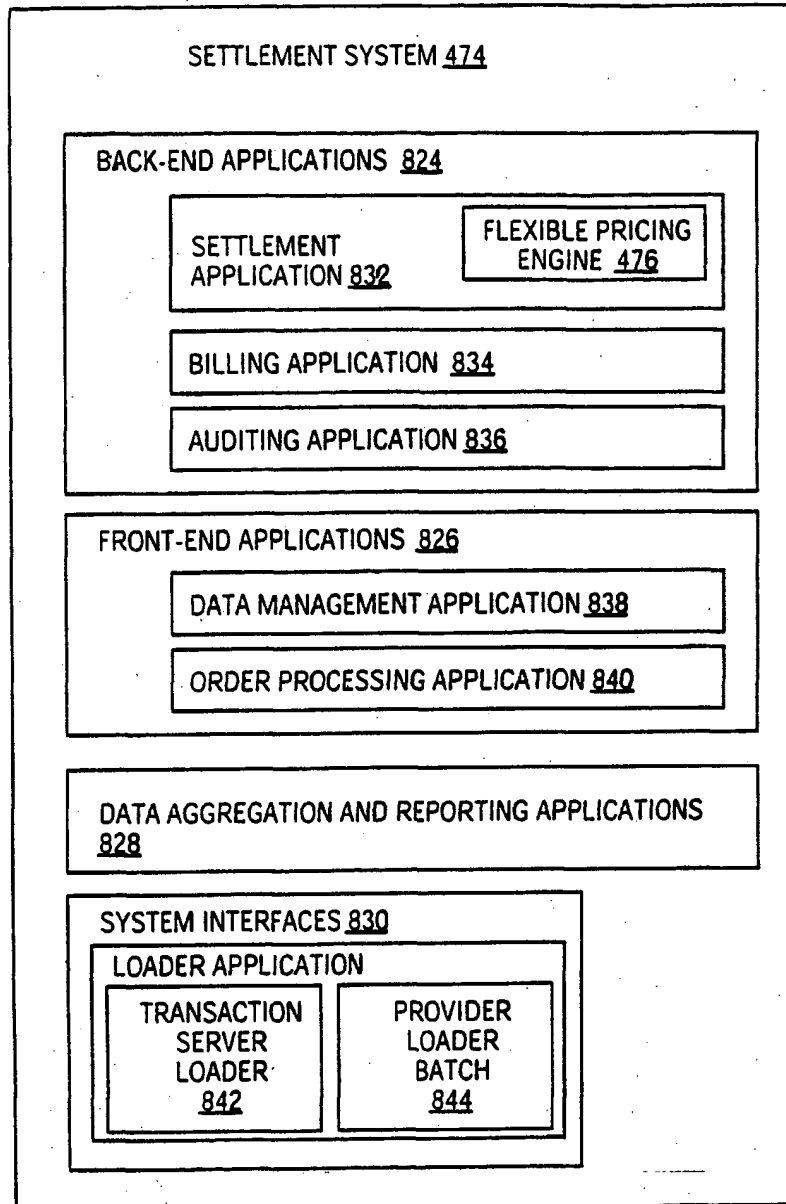 SETTLEMENT SYSTEM 474
BACK-END APPLICATIONS 824
SETTLEMENT
APPLICATION 832
FLEXIBLE PRICING
ENGINE 476
BILLING APPLICATION 834
AUDITING APPLICATION 836
FRONT-END APPLICATIONS 826
DATA MANAGEMENT APPLICATION 838
ORDER PROCESSING APPLICATION 840
DATA AGGREGATION AND REPORTING APPLICATIONS
828
SYSTEM INTERFACES 830
LOADER APPLICATION
TRANSACTION
SERVER
LOADER
842
PROVIDER
LOADER
BATCH
844